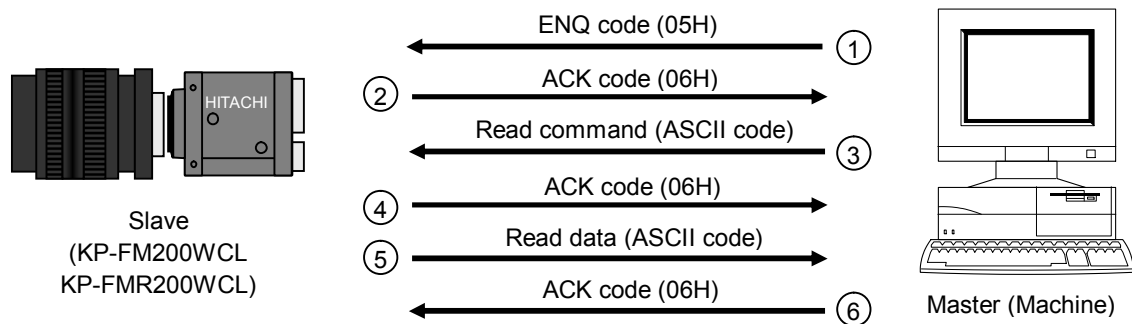 ENQ code (05H)
①
HITACHI
②
ACK code (06H)
Read command (ASCII code)
③
④
ACK code (06H)
⑤
Read data (ASCII code)
ACK code (06H)
⑥
Slave
(KP-FM200WCL
KP-FMR200WCL)
Master (Machine)